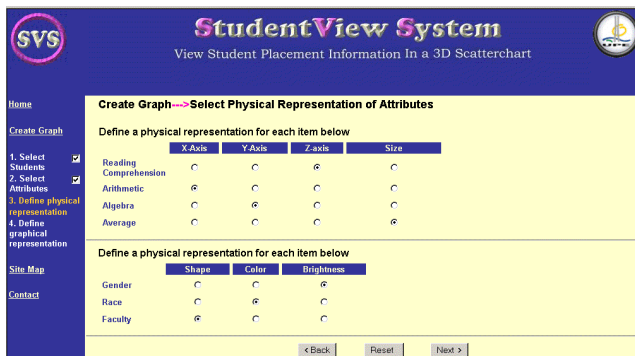 SVS
StudentView System
View Student Placement Information In a 3D Scatterchart
UPE
Home
Create Graph
1. Select
Students
2. Select
Attributes
3. Define physical
representation
4. Define
graphical
representation
Site Map
Contact
Create Graph--->Select Physical Representation of Attributes
Define a physical representation for each item below
X-Axis Y-Axis Z-axis Size
Reading
Comprehension
Arithmetic
Algebra
Average
Define a physical representation for each item below
Shape Color Brightness
Gender
Race
Faculty
< Back Reset Next >